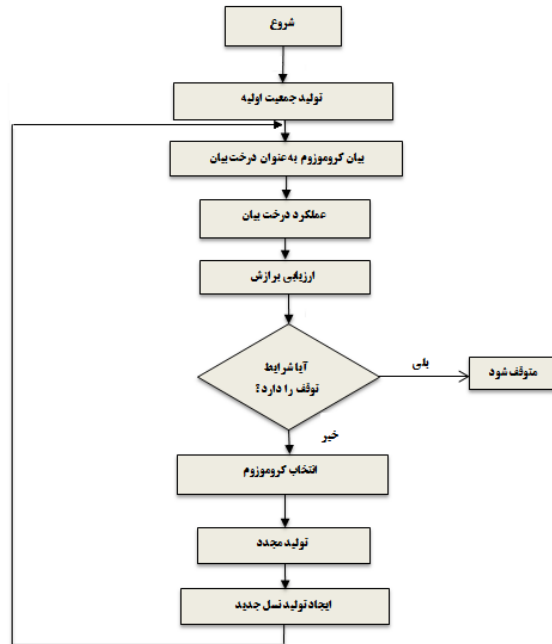 شروع
تولید جمعیت اولیه
بیان کروموزوم به عنوان درخت بیان
عملکرد درخت بیان
ارزیابی برازش
آیا شرایط
توقف را دارد؟
بلی
متوقف شود
خیر
انتخاب کروموزوم
تولید مجدد
ایجاد تولید نسل جدید